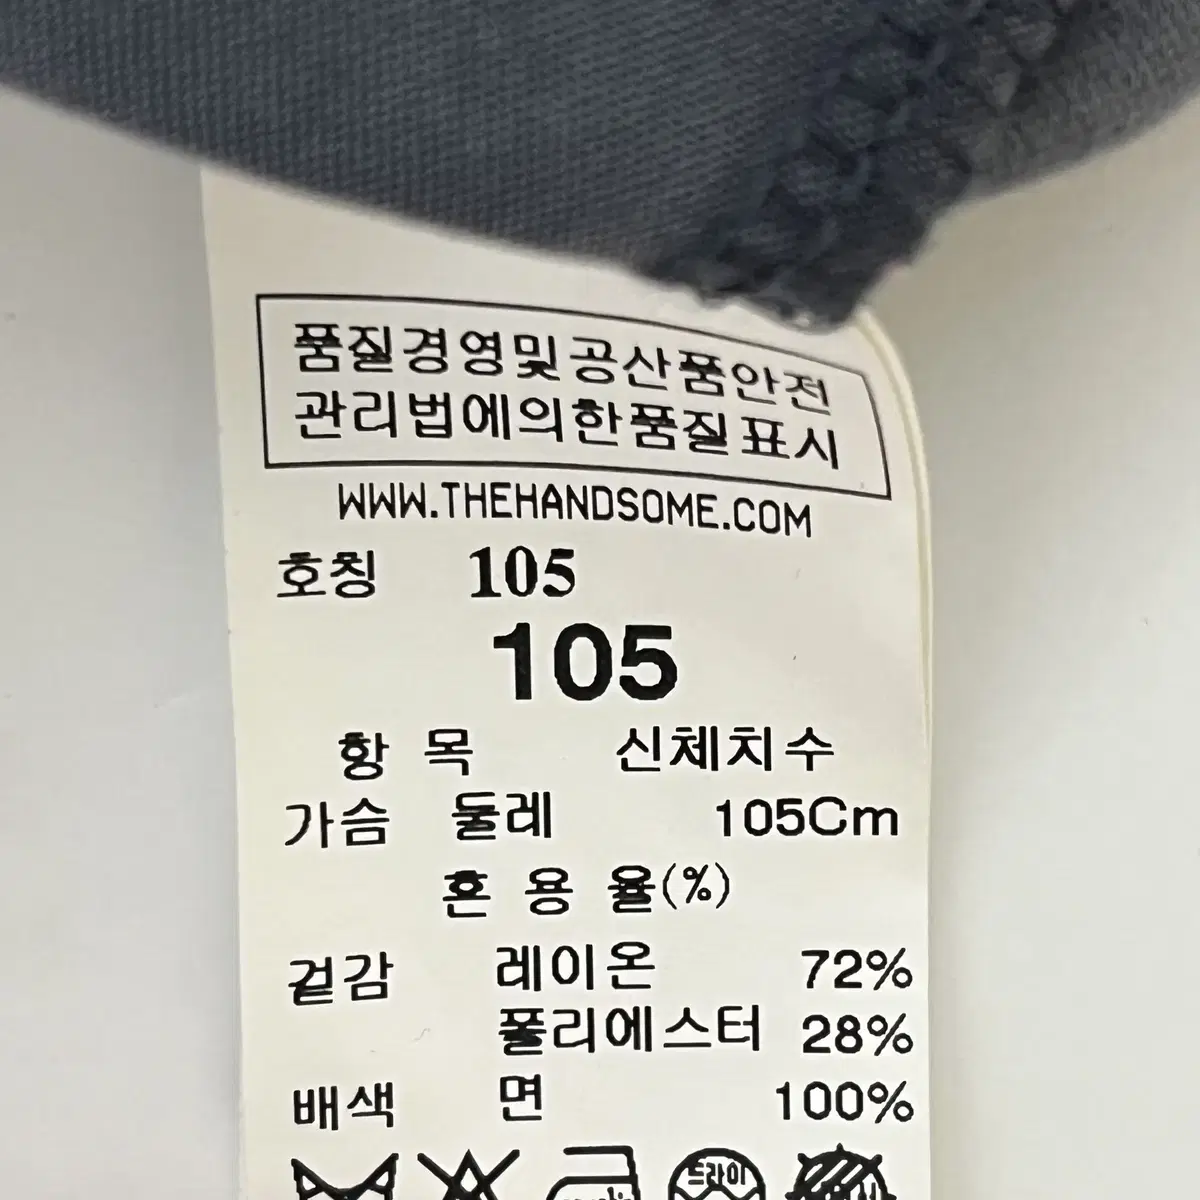 품질경영및공산품안전
관리법에의한품질표시
WWW.THEHANDSOME.COM
호칭 105
105
항 목 신체치수
가슴 둘레 105Cm
혼 용 율(%)
겉감 레이온 72%
폴리에스터 28%
배색 면 100%
드라이